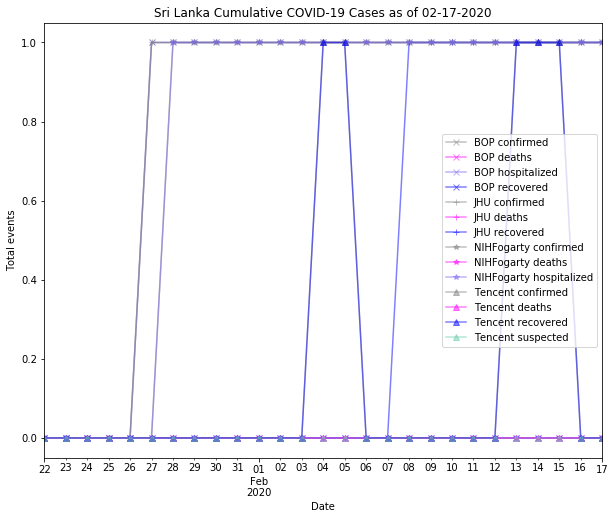 Sri Lanka Cumulative COVID-19 Cases as of 02-17-2020
Total events
1.0
0.8
0.6
0.4
0.2
0.0
BOP confirmed
BOP deaths
BOP hospitalized
BOP recovered
JHU confirmed
JHU deaths
JHU recovered
NIHFogarty confirmed
NIHFogarty deaths
NIHFogarty hospitalized
Tencent confirmed
Tencent deaths
Tencent recovered
Tencent suspected
22 23 24 25 26 27 28 29 30 31 01 02 03 04 05 06 07 08 09 10 11 12 13 14 15 16 17
Feb
2020
Date